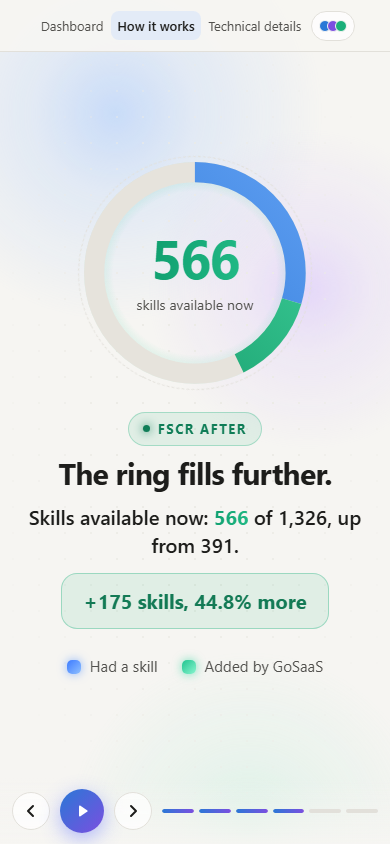 Dashboard How it works Technical details
566
skills available now
FSCR AFTER
The ring fills further.
Skills available now: 566 of 1,326, up
from 391.
+175 skills, 44.8% more
Had a skill Added by GoSaaS